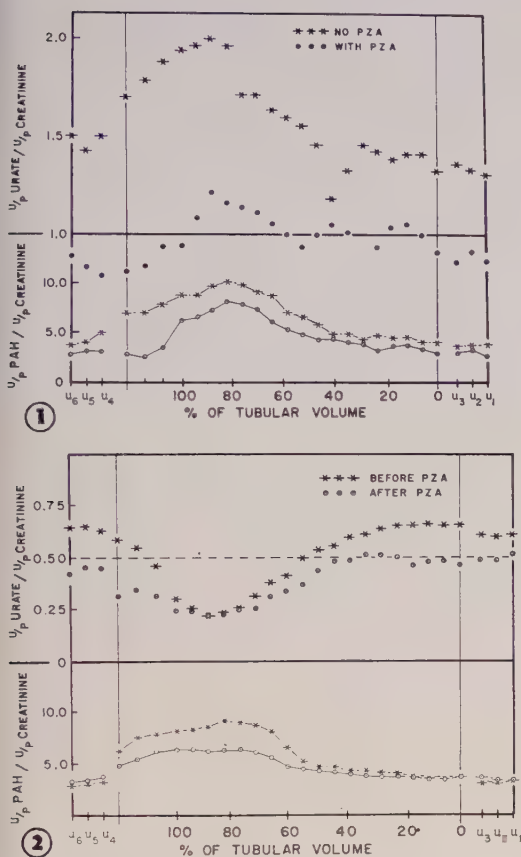 2.0
NO PZA
WITH PZA
U/P URATE / U/P CREATININE
1.5
1.0
U/P PAH / U/P CREATININE
10.0
5.0
0
U6 U5 U4
100 80 60 40 20 0
U3 U2 U1
% OF TUBULAR VOLUME
1
BEFORE PZA
AFTER PZA
U/P URATE / U/P CREATININE
0.75
0.50
0.25
0
U/P PAH / U/P CREATININE
10.0
5.0
U6 U5 U4
100 80 60 40 20 0
U3 U1
% OF TUBULAR VOLUME
2